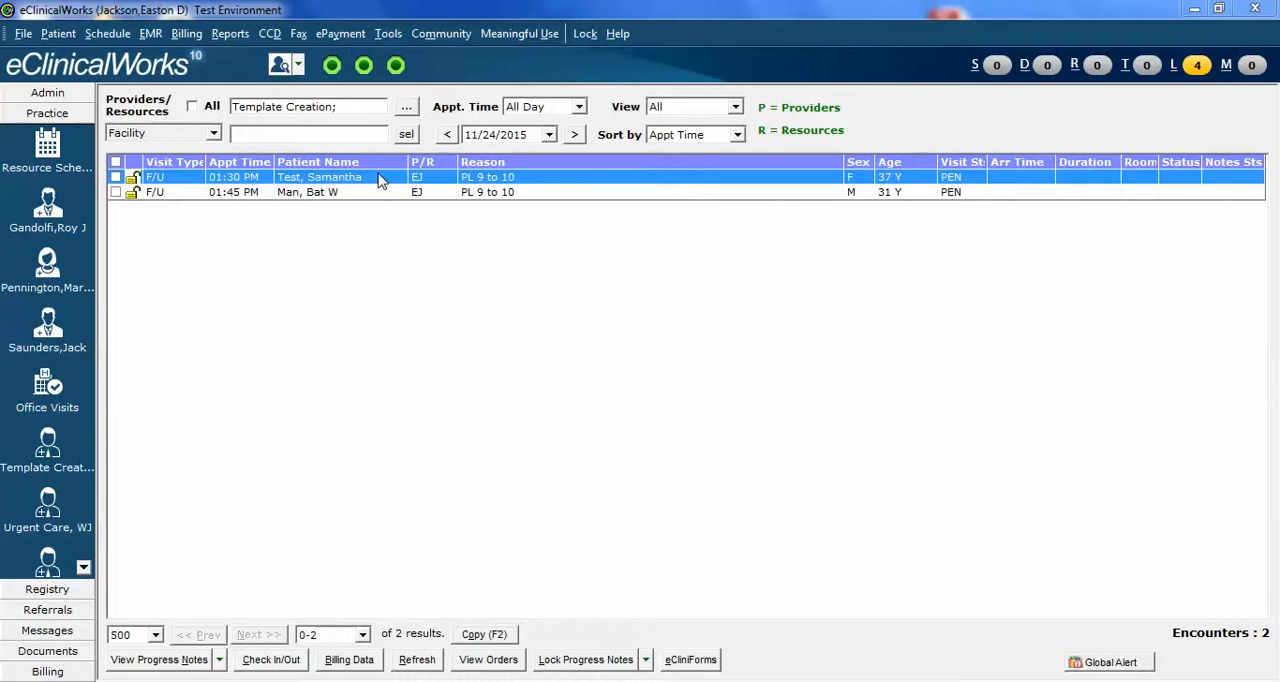 eClinicalWorks (Jackson,Easton D) Test Environment
File Patient Schedule EMR Billing Reports CCD Fax ePayment Tools Community Meaningful Use Lock Help
eClinicalWorks 10 S 0 D 0 R 0 T 0 L 4 M 0
Admin
Practice
Resource Sche...
Gandolfi,Roy J
Pennington,Mar...
Saunders,Jack
Office Visits
Template Creat...
Urgent Care, WJ
Registry
Referrals
Messages
Documents
Billing
Providers/ Resources All Template Creation; ... Appt. Time All Day View All P = Providers
Facility sel < 11/24/2015 > Sort by Appt Time R = Resources
Visit Type Appt Time Patient Name P/R Reason Sex Age Visit St Arr Time Duration Room Status Notes Sts
F/U 01:30 PM Test, Samantha EJ PL 9 to 10 F 37 Y PEN
F/U 01:45 PM Man, Bat W EJ PL 9 to 10 M 31 Y PEN
500 << Prev Next >> 0-2 of 2 results. Copy (F2) Encounters : 2
View Progress Notes Check In/Out Billing Data Refresh View Orders Lock Progress Notes eCliniForms Global Alert